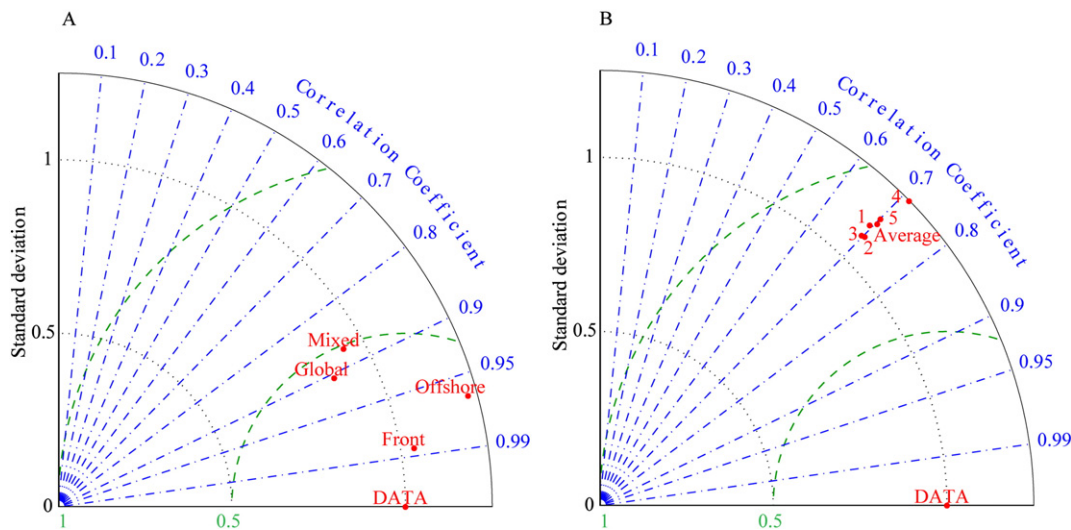 A
0.1
0.2
0.3
0.4
0.5
0.6
0.7
0.8
0.9
0.95
0.99
Correlation Coefficient
Standard deviation
1
0.5
0
Mixed
Global
Offshore
Front
DATA
1
0.5
B
0.1
0.2
0.3
0.4
0.5
0.6
0.7
0.8
0.9
0.95
0.99
Correlation Coefficient
Standard deviation
1
0.5
0
4
1
5
3
Average
2
DATA
1
0.5